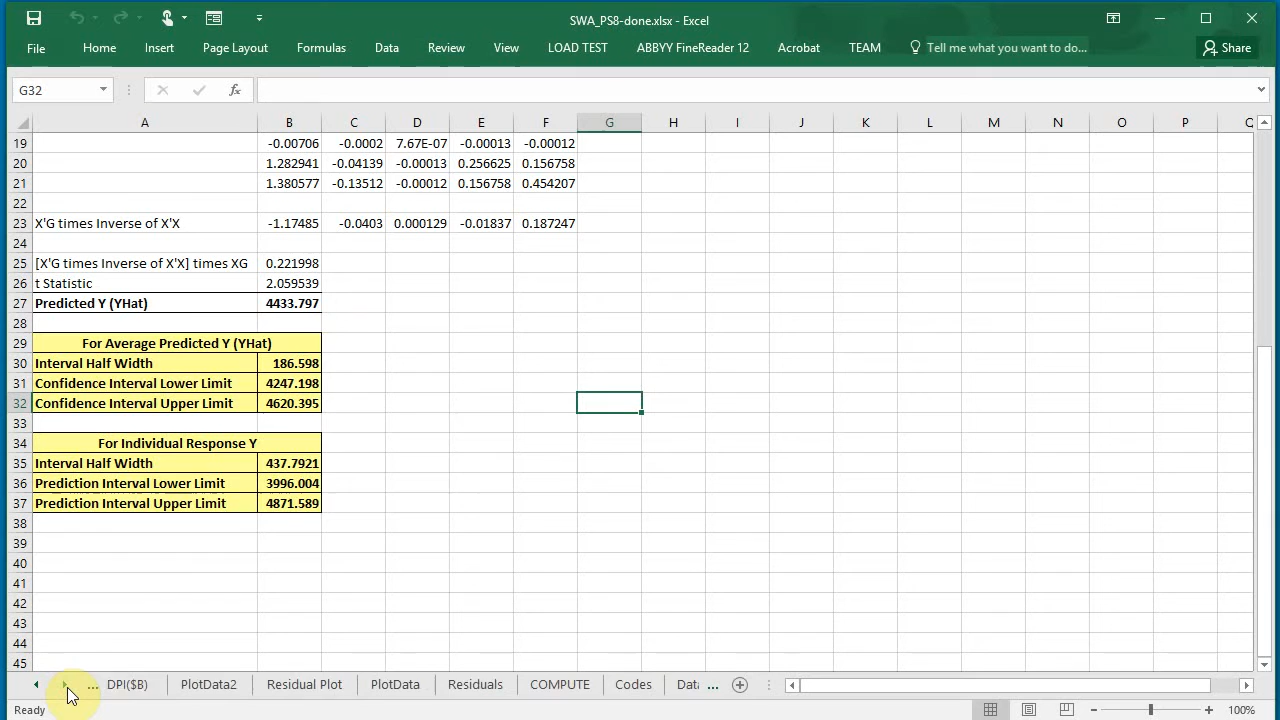 SWA_PS8-done.xlsx - Excel
File Home Insert Page Layout Formulas Data Review View LOAD TEST ABBYY FineReader 12 Acrobat TEAM Tell me what you want to do... Share
G32 fx
A B C D E F G H I J K L M N O P Q
19 -0.00706 -0.0002 7.67E-07 -0.00013 -0.00012
20 1.282941 -0.04139 -0.00013 0.256625 0.156758
21 1.380577 -0.13512 -0.00012 0.156758 0.454207
22
23 X'G times Inverse of X'X -1.17485 -0.0403 0.000129 -0.01837 0.187247
24
25 [X'G times Inverse of X'X] times XG 0.221998
26 t Statistic 2.059539
27 Predicted Y (YHat) 4433.797
28
29 For Average Predicted Y (YHat)
30 Interval Half Width 186.598
31 Confidence Interval Lower Limit 4247.198
32 Confidence Interval Upper Limit 4620.395
33
34 For Individual Response Y
35 Interval Half Width 437.7921
36 Prediction Interval Lower Limit 3996.004
37 Prediction Interval Upper Limit 4871.589
38
39
40
41
42
43
44
45
... DPI($B) PlotData2 Residual Plot PlotData Residuals COMPUTE Codes Dat ...
Ready 100%